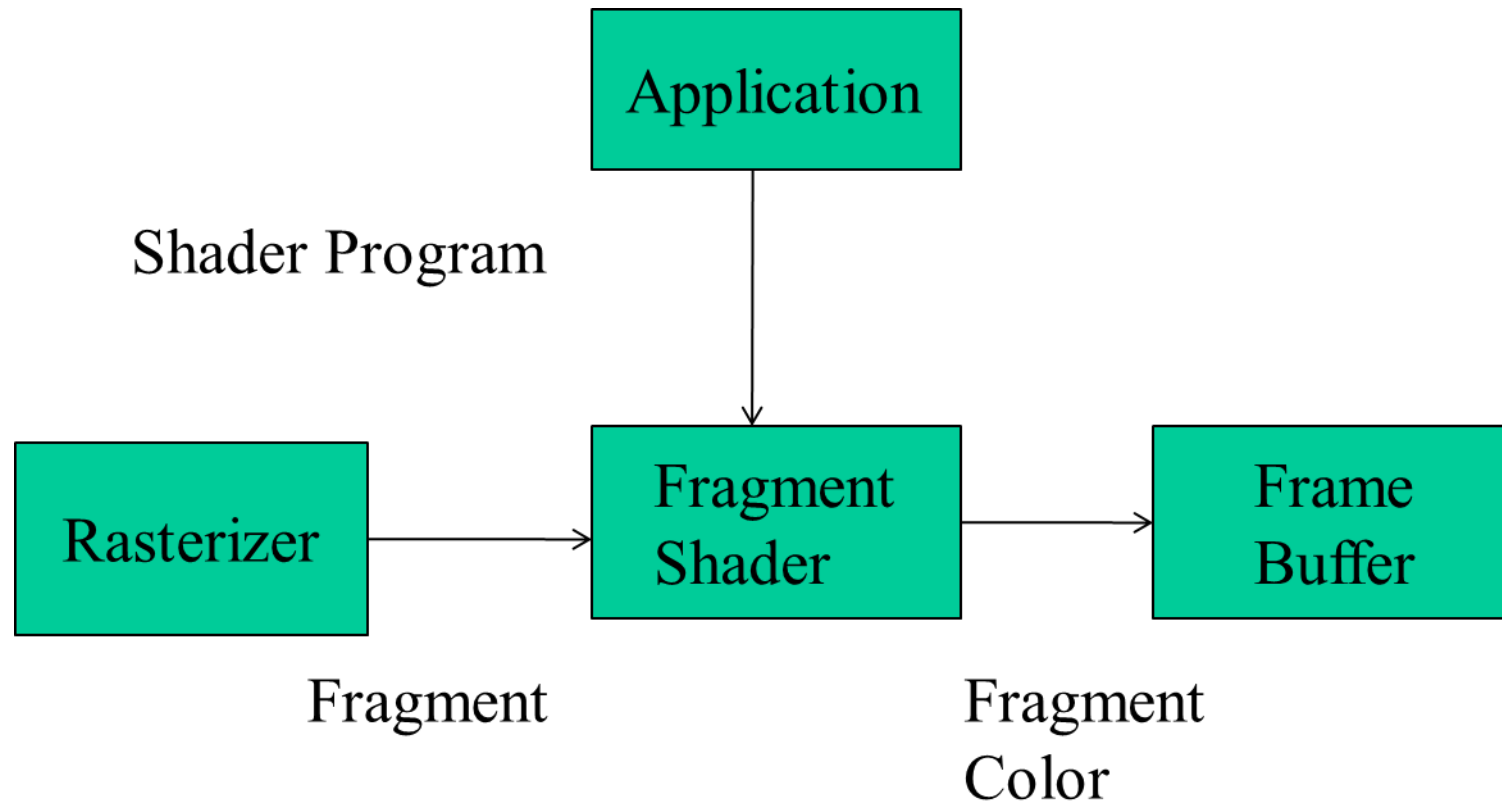 Application
Shader Program
Rasterizer
Fragment
Shader
Frame
Buffer
Fragment
Fragment
Color